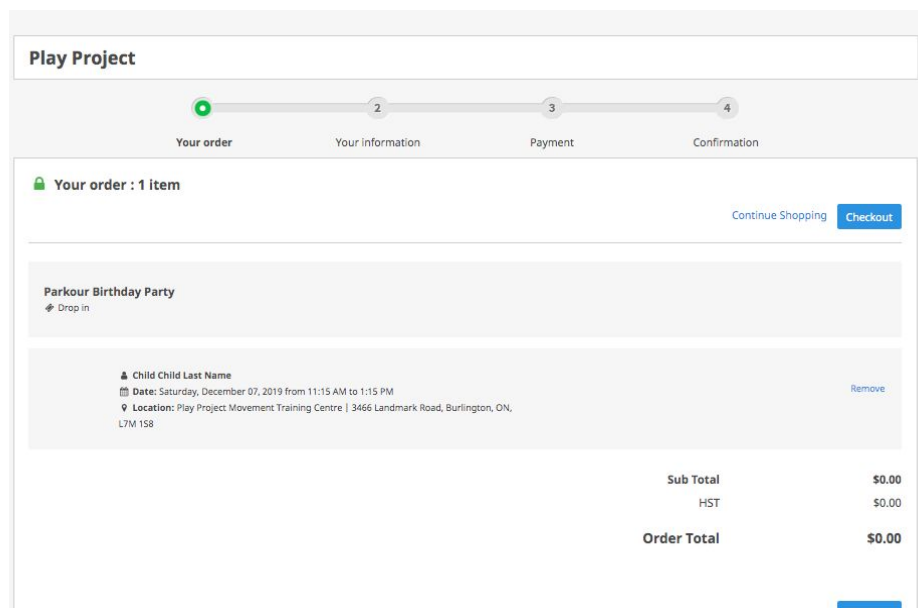 Play Project
2
3
4
Your order
Your information
Payment
Confirmation
Your order : 1 item
Continue Shopping
Checkout
Parkour Birthday Party
Drop in
Child Child Last Name
Date: Saturday, December 07, 2019 from 11:15 AM to 1:15 PM
Remove
Location: Play Project Movement Training Centre | 3466 Landmark Road, Burlington, ON,
L7M 1S8
Sub Total $0.00
HST $0.00
Order Total $0.00